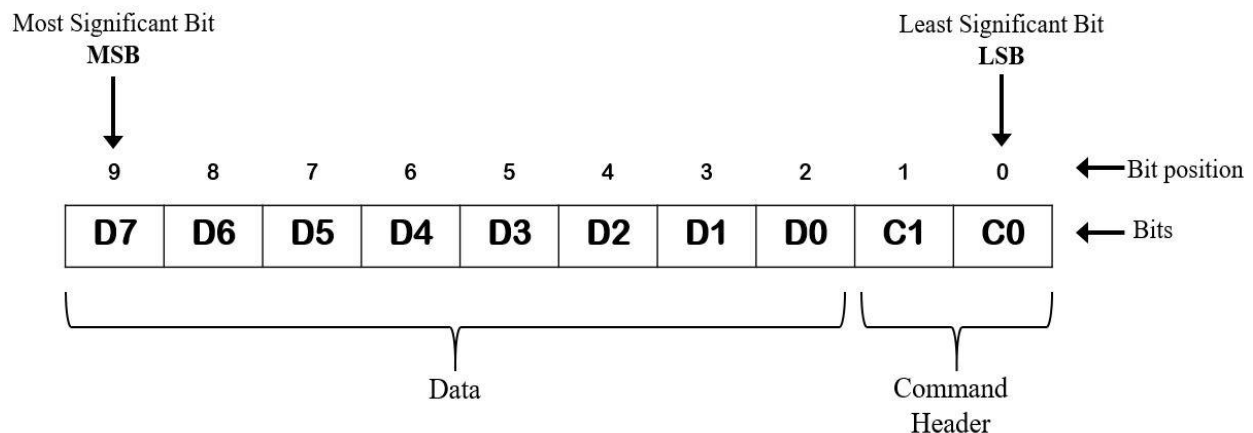 Most Significant Bit
MSB
Least Significant Bit
LSB
9 8 7 6 5 4 3 2 1 0
Bit position
D7 D6 D5 D4 D3 D2 D1 D0 C1 C0
Bits
Data
Command
Header